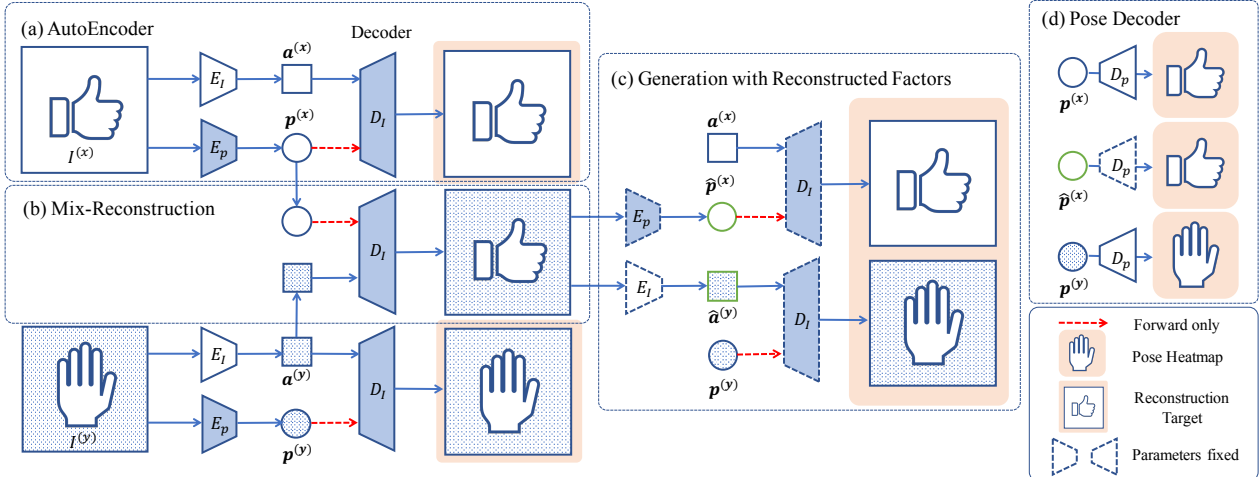 (a) AutoEncoder
Decoder
I^(x)
E_I
a^(x)
E_p
p^(x)
D_I
(b) Mix-Reconstruction
D_I
I^(y)
E_I
a^(y)
E_p
p^(y)
D_I
(c) Generation with Reconstructed Factors
a^(x)
E_p
p̂^(x)
D_I
E_I
â^(y)
p^(y)
D_I
(d) Pose Decoder
p^(x)
D_p
p̂^(x)
D_p
p^(y)
D_p
Forward only
Pose Heatmap
Reconstruction
Target
Parameters fixed